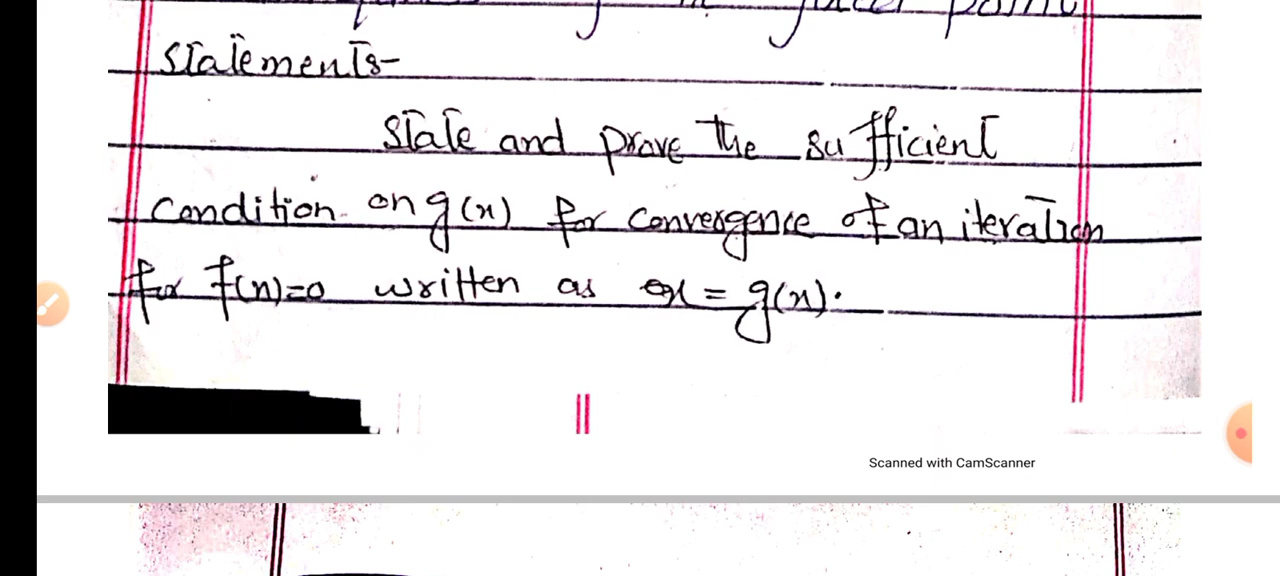 statements-
State and prove the sufficient
condition on g(x) for convergence of an iteration
for f(x)=0 written as x = g(x).
Scanned with CamScanner